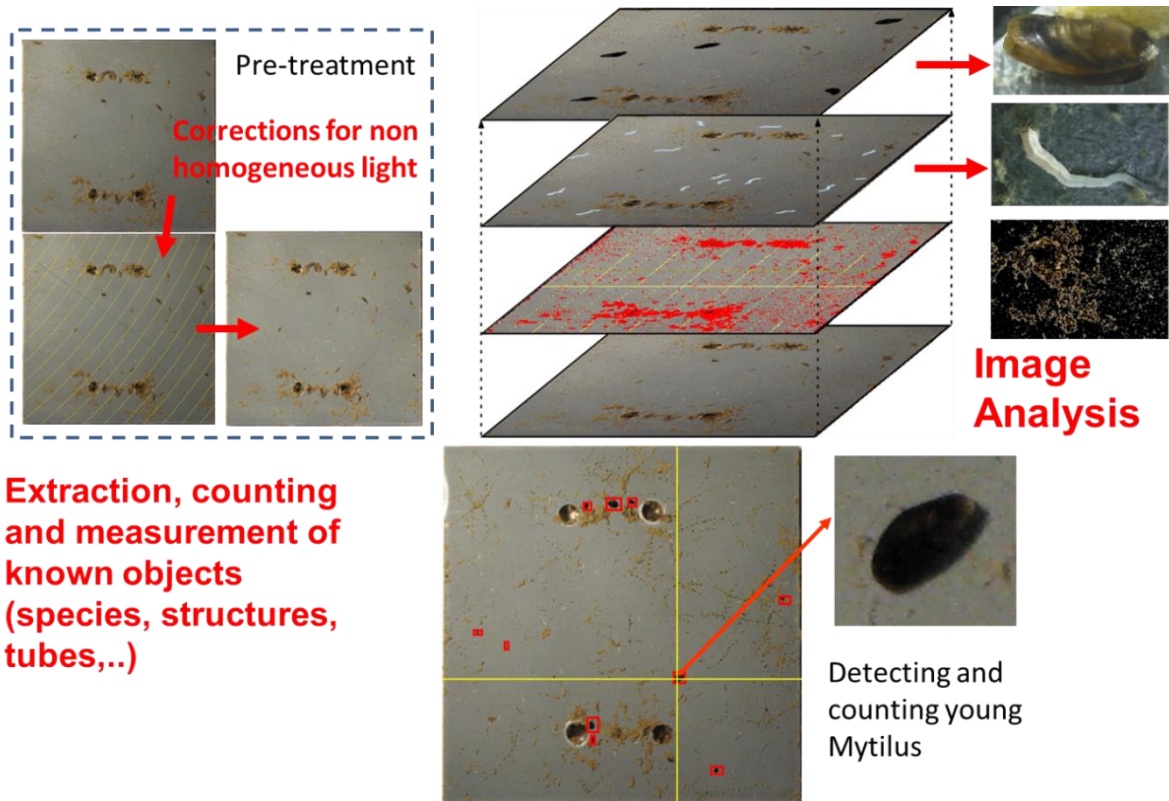 Pre-treatment
Corrections for non
homogeneous light
Image
Analysis
Extraction, counting
and measurement of
known objects
(species, structures,
tubes,..)
Detecting and
counting young
Mytilus